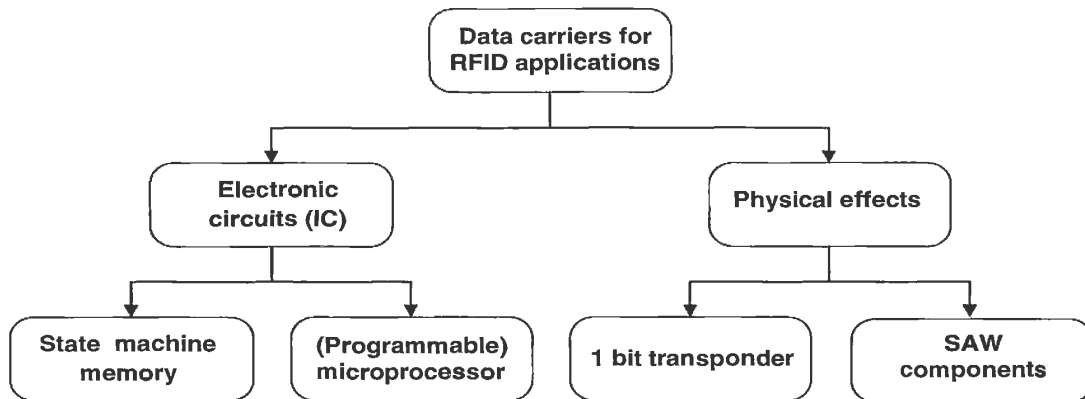 Data carriers for
RFID applications
Electronic
circuits (IC)
Physical effects
State machine
memory
(Programmable)
microprocessor
1 bit transponder
SAW
components